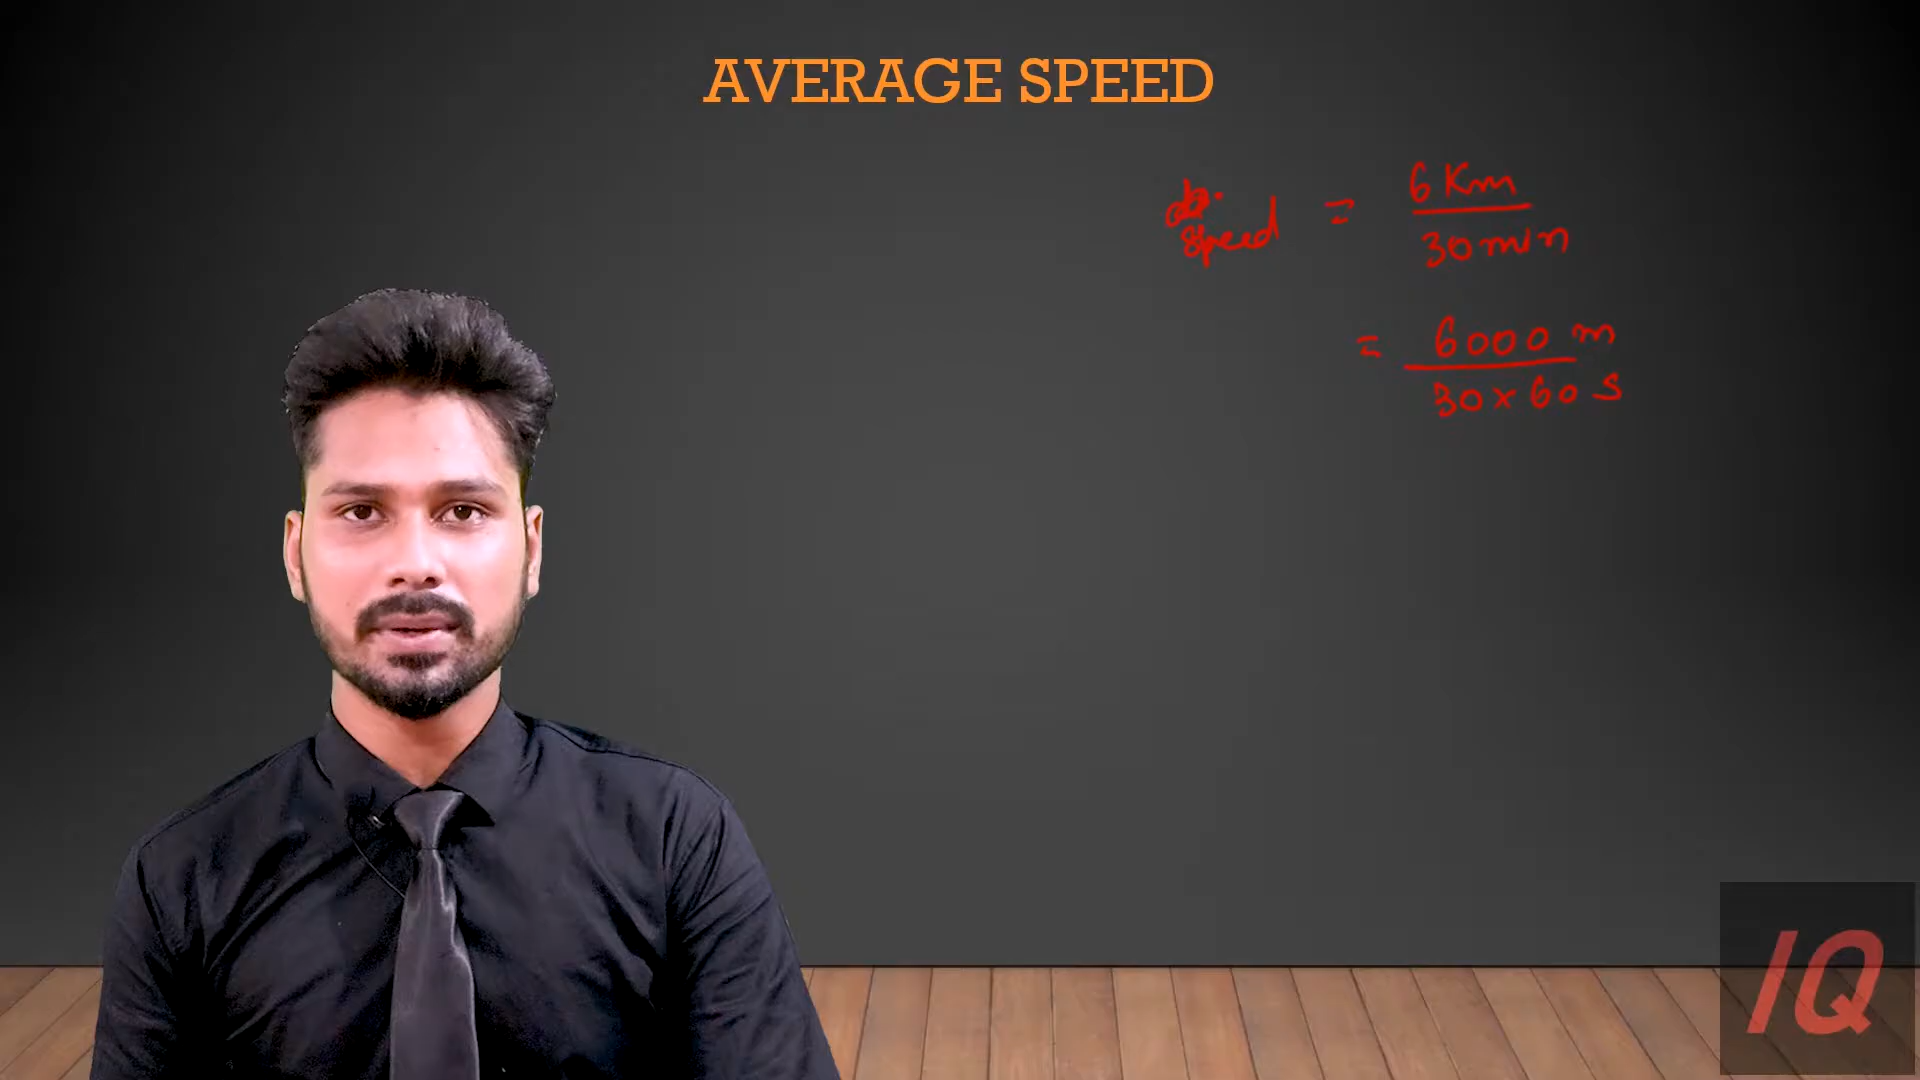 AVERAGE SPEED
Speed = 6 Km
30 min
= 6000 m
30 × 60 S
IQ